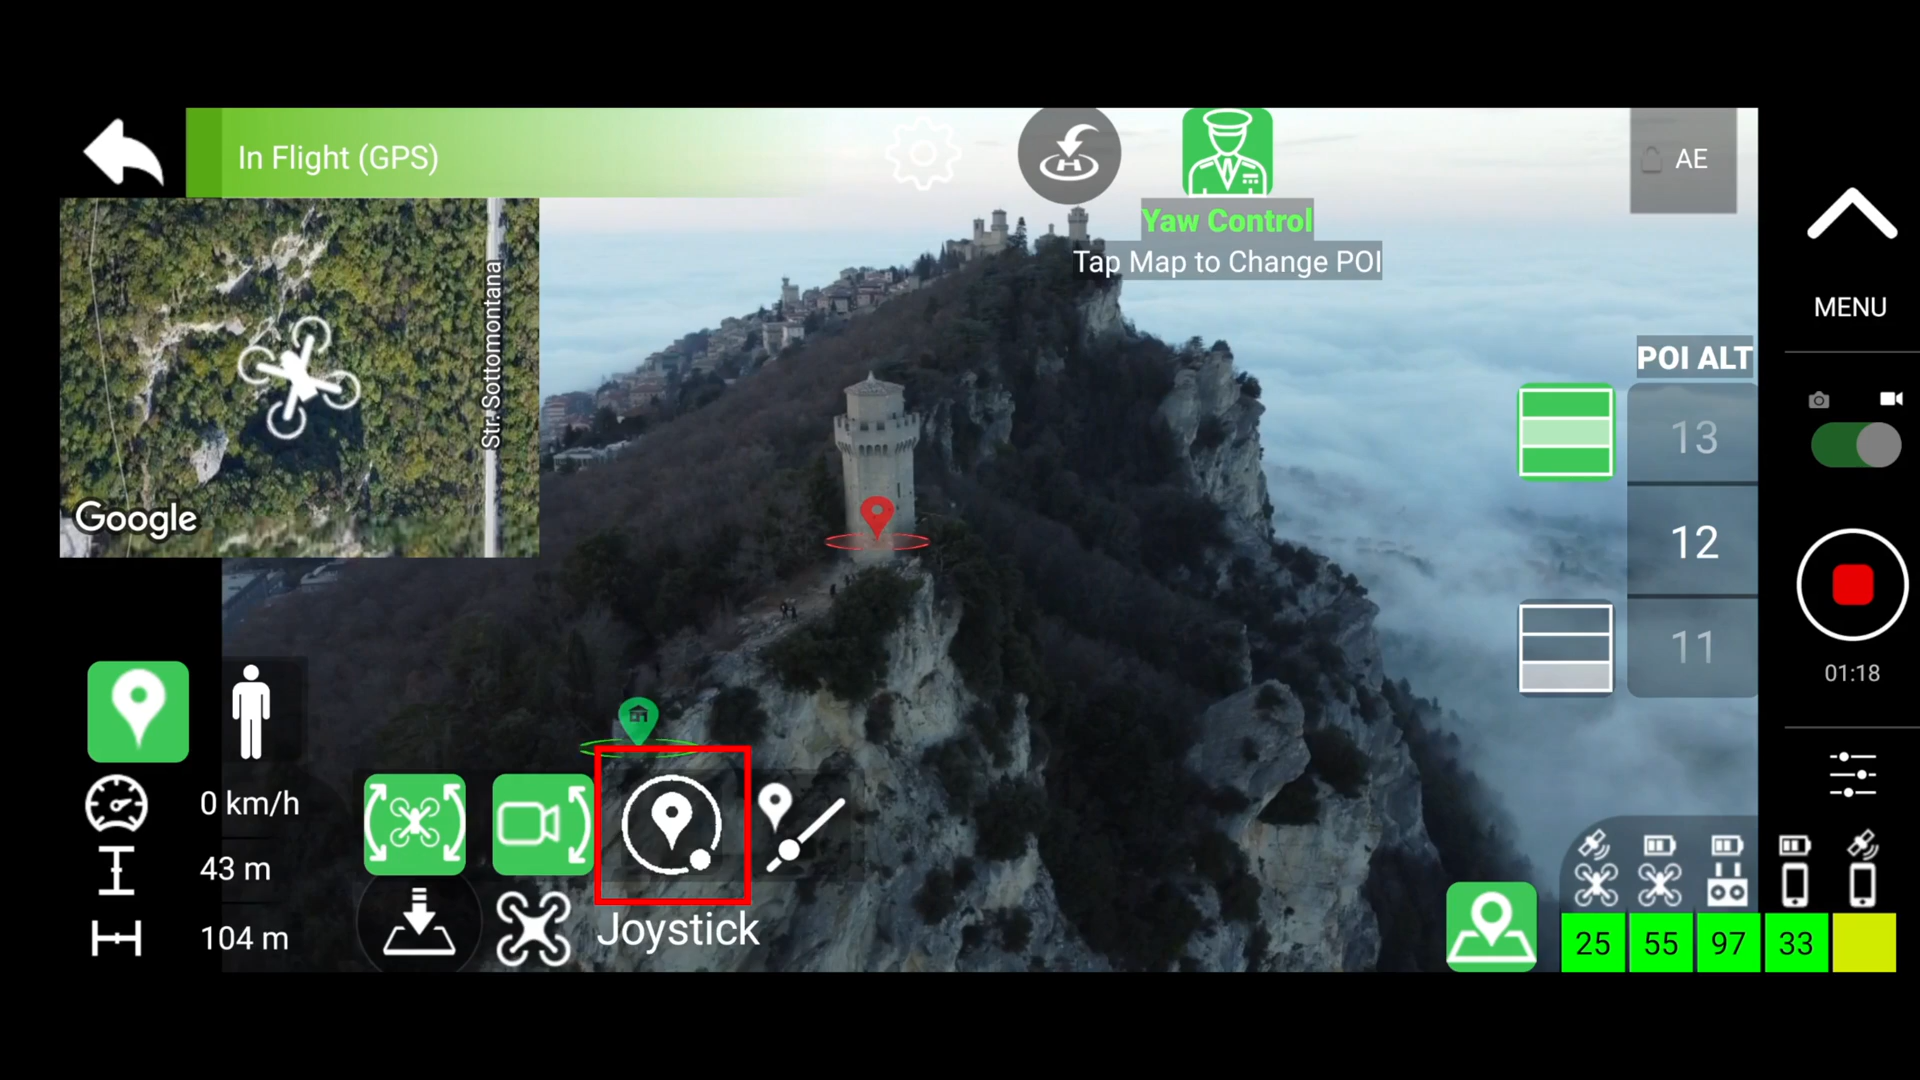 In Flight (GPS)
AE
Yaw Control
Tap Map to Change POI
Str. Sottomontana
Google
MENU
POI ALT
13
12
11
01:18
0 km/h
43 m
104 m
Joystick
H
25
55
97
33